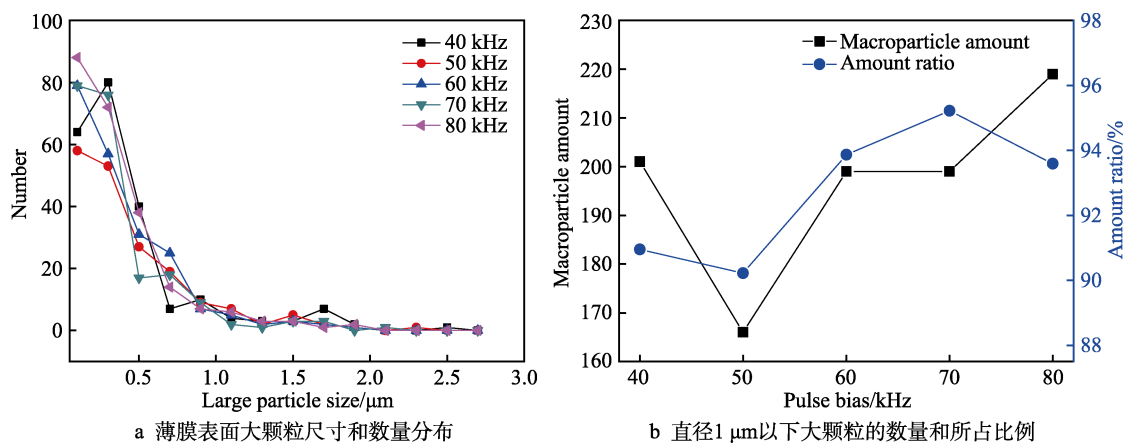 100
80
60
40
20
0
Number
40 kHz
50 kHz
60 kHz
70 kHz
80 kHz
0.5 1.0 1.5 2.0 2.5 3.0
Large particle size/μm
a 薄膜表面大颗粒尺寸和数量分布
230
220
210
200
190
180
170
160
Macroparticle amount
Macroparticle amount
Amount ratio
98
96
94
92
90
88
Amount ratio/%
40 50 60 70 80
Pulse bias/kHz
b 直径1 μm以下大颗粒的数量和所占比例